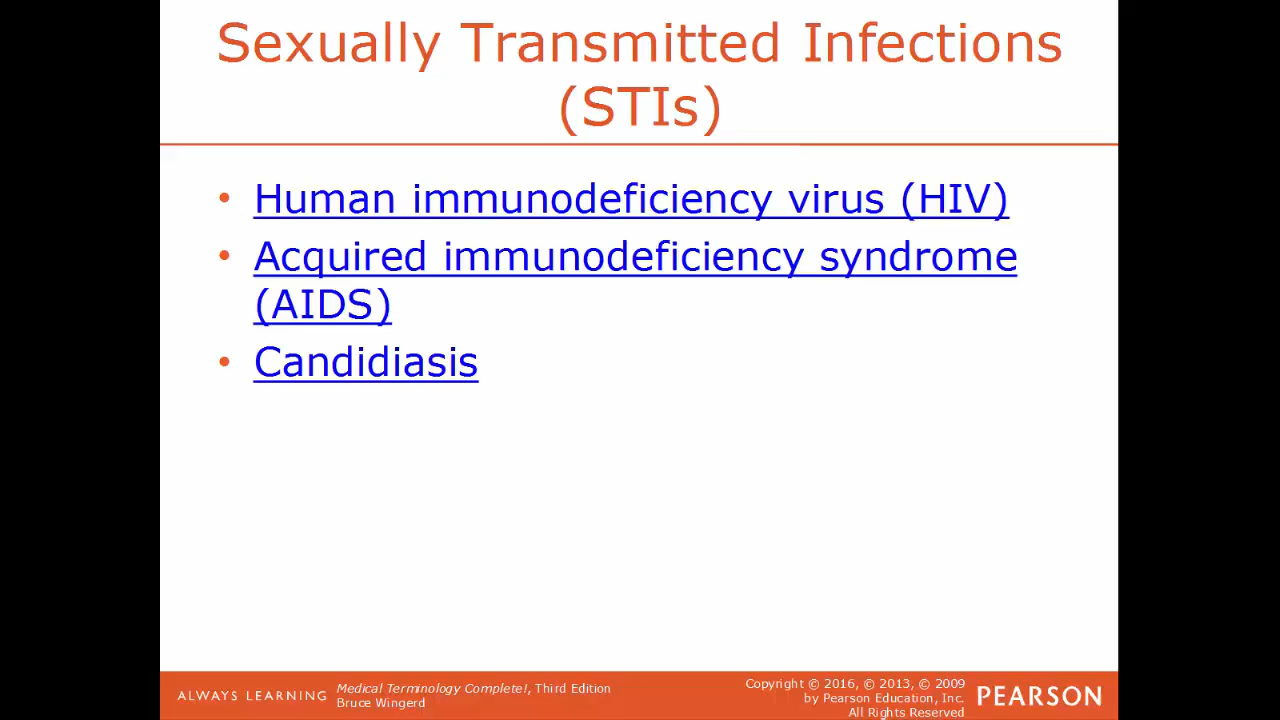 Sexually Transmitted Infections
(STIs)
• Human immunodeficiency virus (HIV)
• Acquired immunodeficiency syndrome
(AIDS)
• Candidiasis
ALWAYS LEARNING
Medical Terminology Complete!, Third Edition
Bruce Wingerd
Copyright © 2016, © 2013, © 2009
by Pearson Education, Inc.
All Rights Reserved
PEARSON